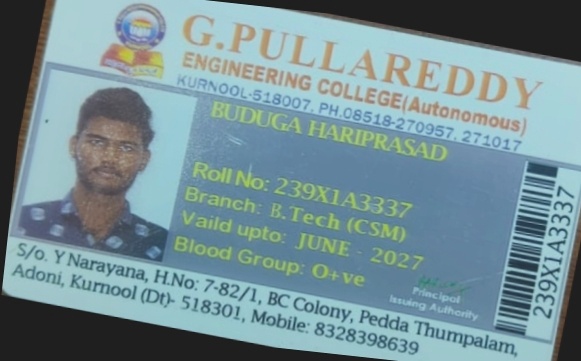 G.PULLAREDDY
ENGINEERING COLLEGE(Autonomous)
KURNOOL-518007, PH.08518-270957, 271017
BUDUGA HARIPRASAD
Roll No: 239X1A3337
Branch: B.Tech (CSM)
Vaild upto: JUNE - 2027
Blood Group: O+ve
Principal
Issuing Authority
239X1A3337
S/o. Y Narayana, H.No: 7-82/1, BC Colony, Pedda Thumpalam,
Adoni, Kurnool (Dt)- 518301, Mobile: 8328398639